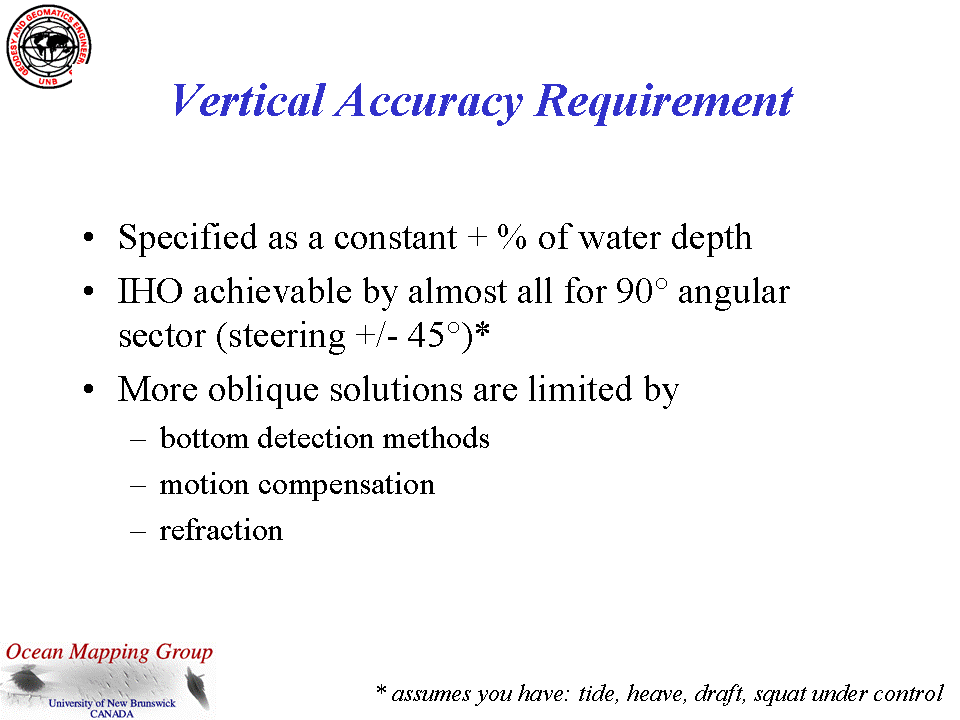 GEODESY AND GEOMATICS ENGINEER
UNB
Vertical Accuracy Requirement
• Specified as a constant + % of water depth
• IHO achievable by almost all for 90° angular
sector (steering +/- 45°)*
• More oblique solutions are limited by
– bottom detection methods
– motion compensation
– refraction
Ocean Mapping Group
University of New Brunswick
CANADA
* assumes you have: tide, heave, draft, squat under control